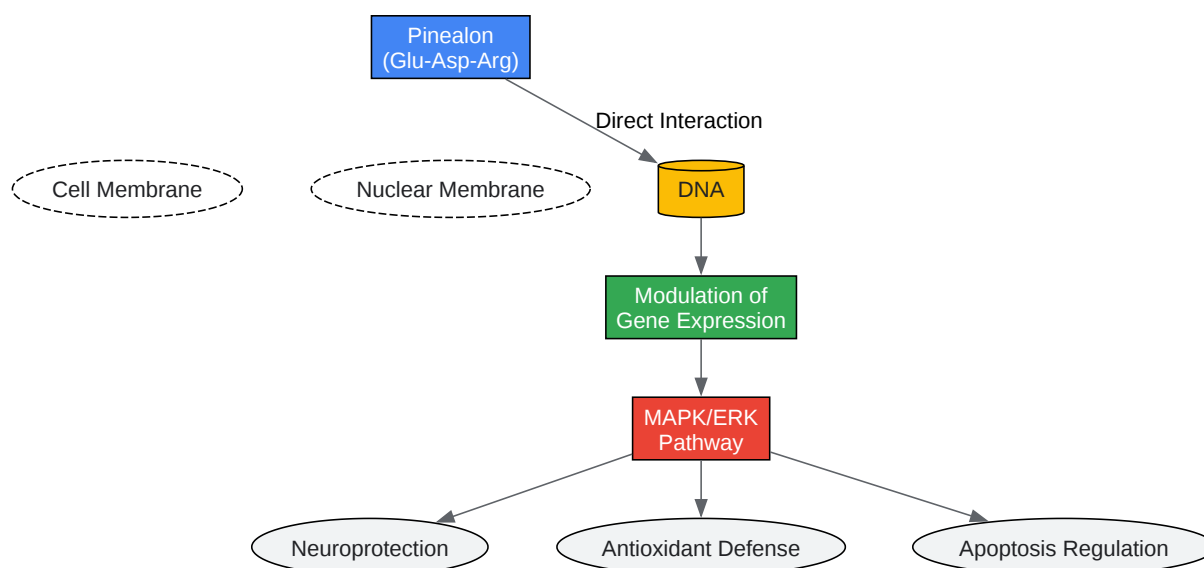 Pinealon
(Glu-Asp-Arg)
Direct Interaction
Cell Membrane
Nuclear Membrane
DNA
Modulation of
Gene Expression
MAPK/ERK
Pathway
Neuroprotection
Antioxidant Defense
Apoptosis Regulation